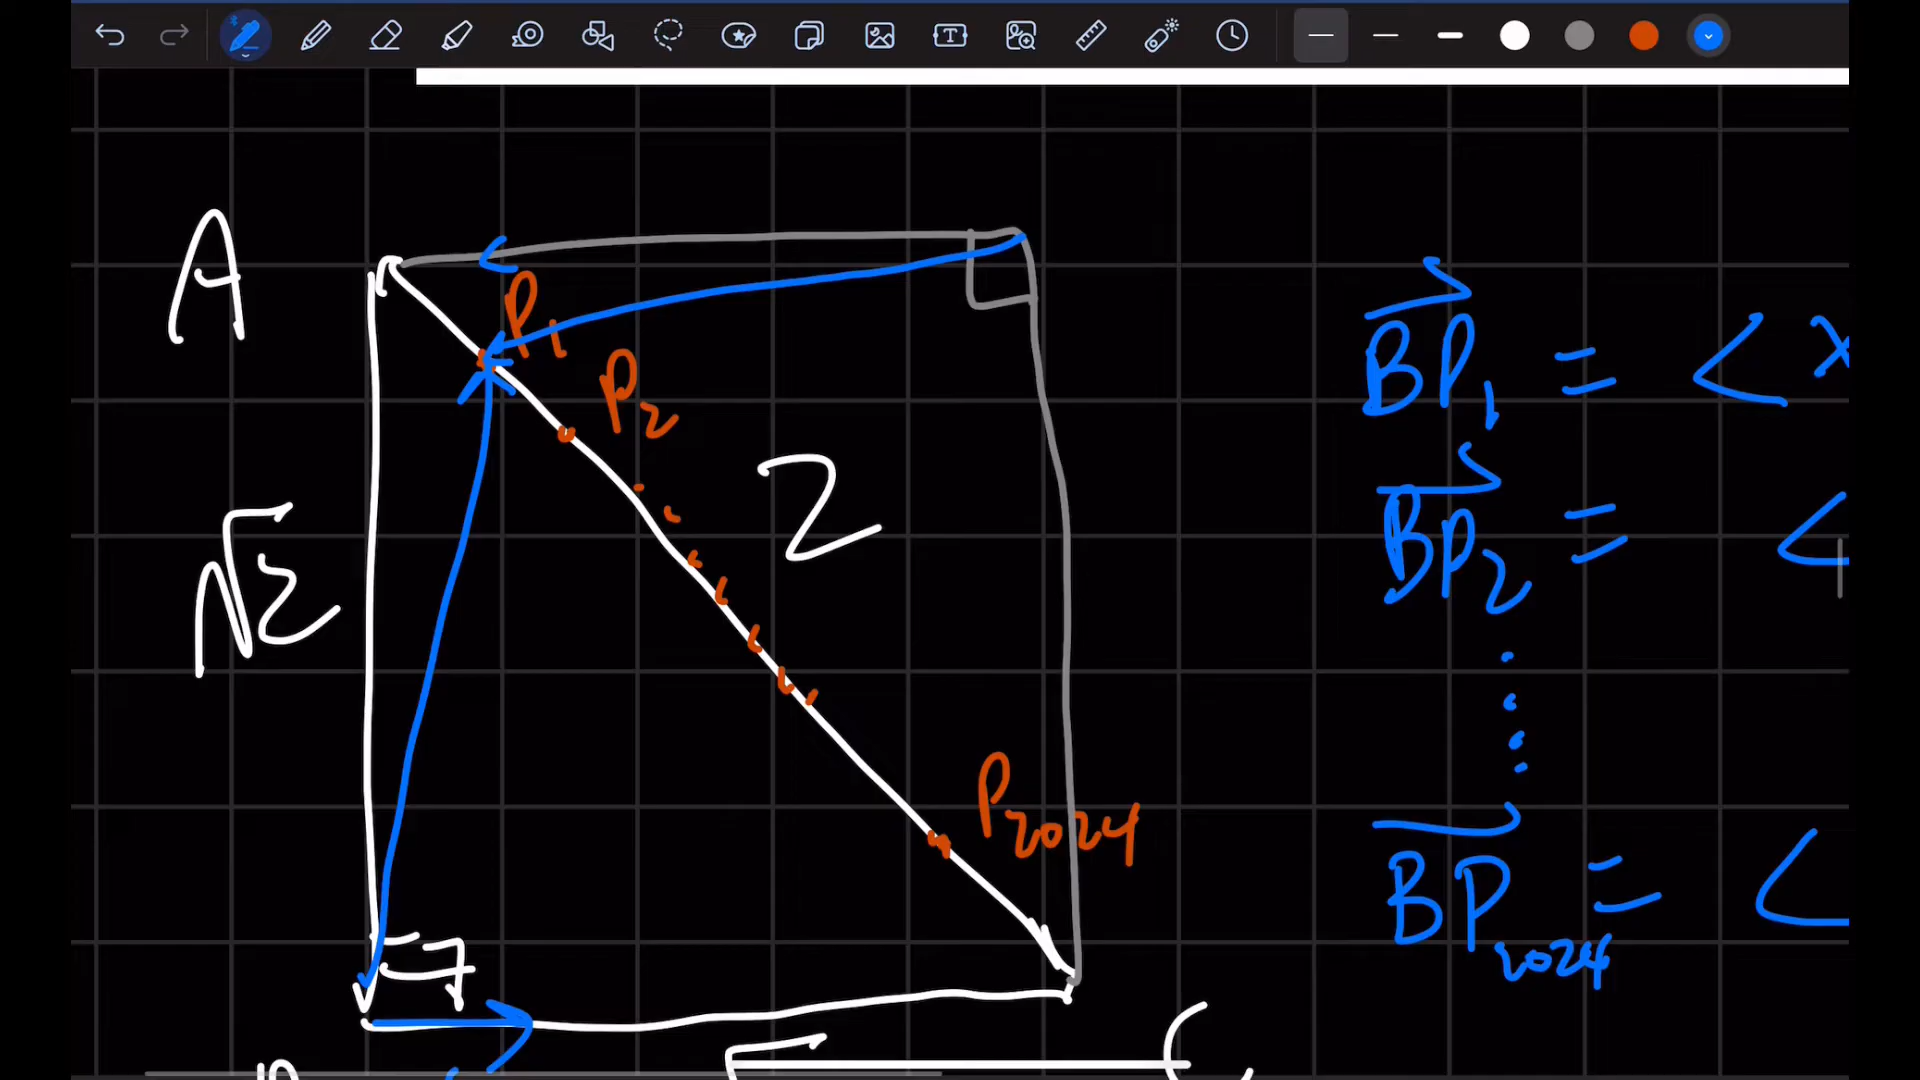 A
P₁
P₂
√2
2
P₂₀₂₄
BP₁ = <x
BP₂ = <
BP₂₀₂₄ = <